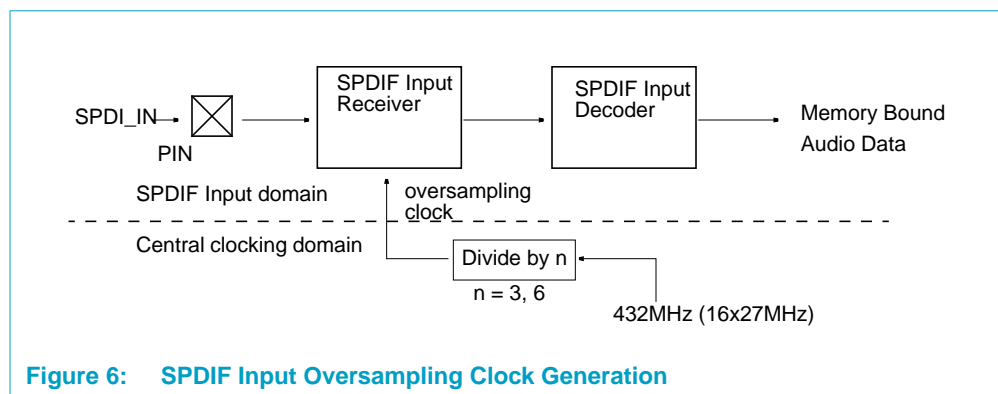 SPDI_IN
PIN
SPDIF Input
Receiver
SPDIF Input
Decoder
Memory Bound
Audio Data
SPDIF Input domain
oversampling
clock
Central clocking domain
Divide by n
n = 3, 6
432MHz (16x27MHz)
Figure 6: SPDIF Input Oversampling Clock Generation